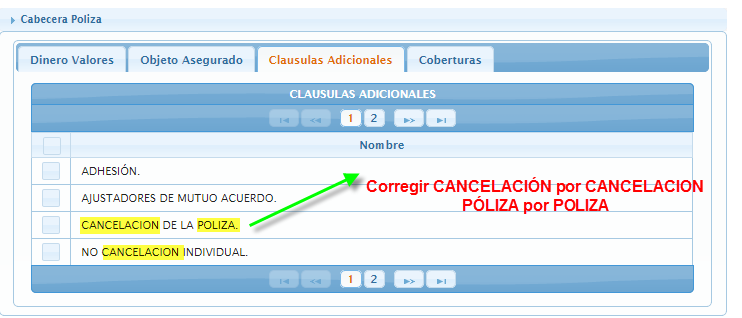 Cabecera Poliza
Dinero Valores Objeto Asegurado Clausulas Adicionales Coberturas
CLAUSULAS ADICIONALES
1 2
Nombre
ADHESIÓN.
AJUSTADORES DE MUTUO ACUERDO.
Corregir CANCELACIÓN por CANCELACION
PÓLIZA por POLIZA
CANCELACION DE LA POLIZA.
NO CANCELACION INDIVIDUAL.
1 2